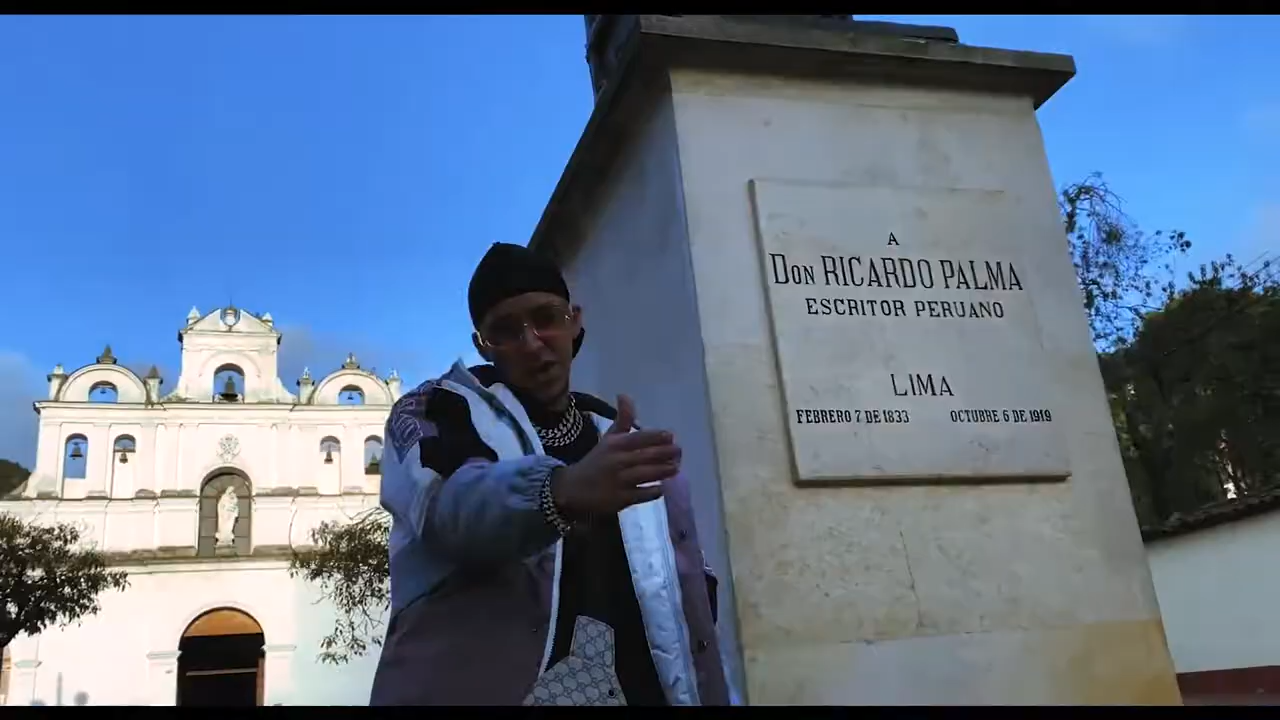 A
DON RICARDO PALMA
ESCRITOR PERUANO
LIMA
FEBRERO 7 DE 1833 OCTUBRE 6 DE 1919